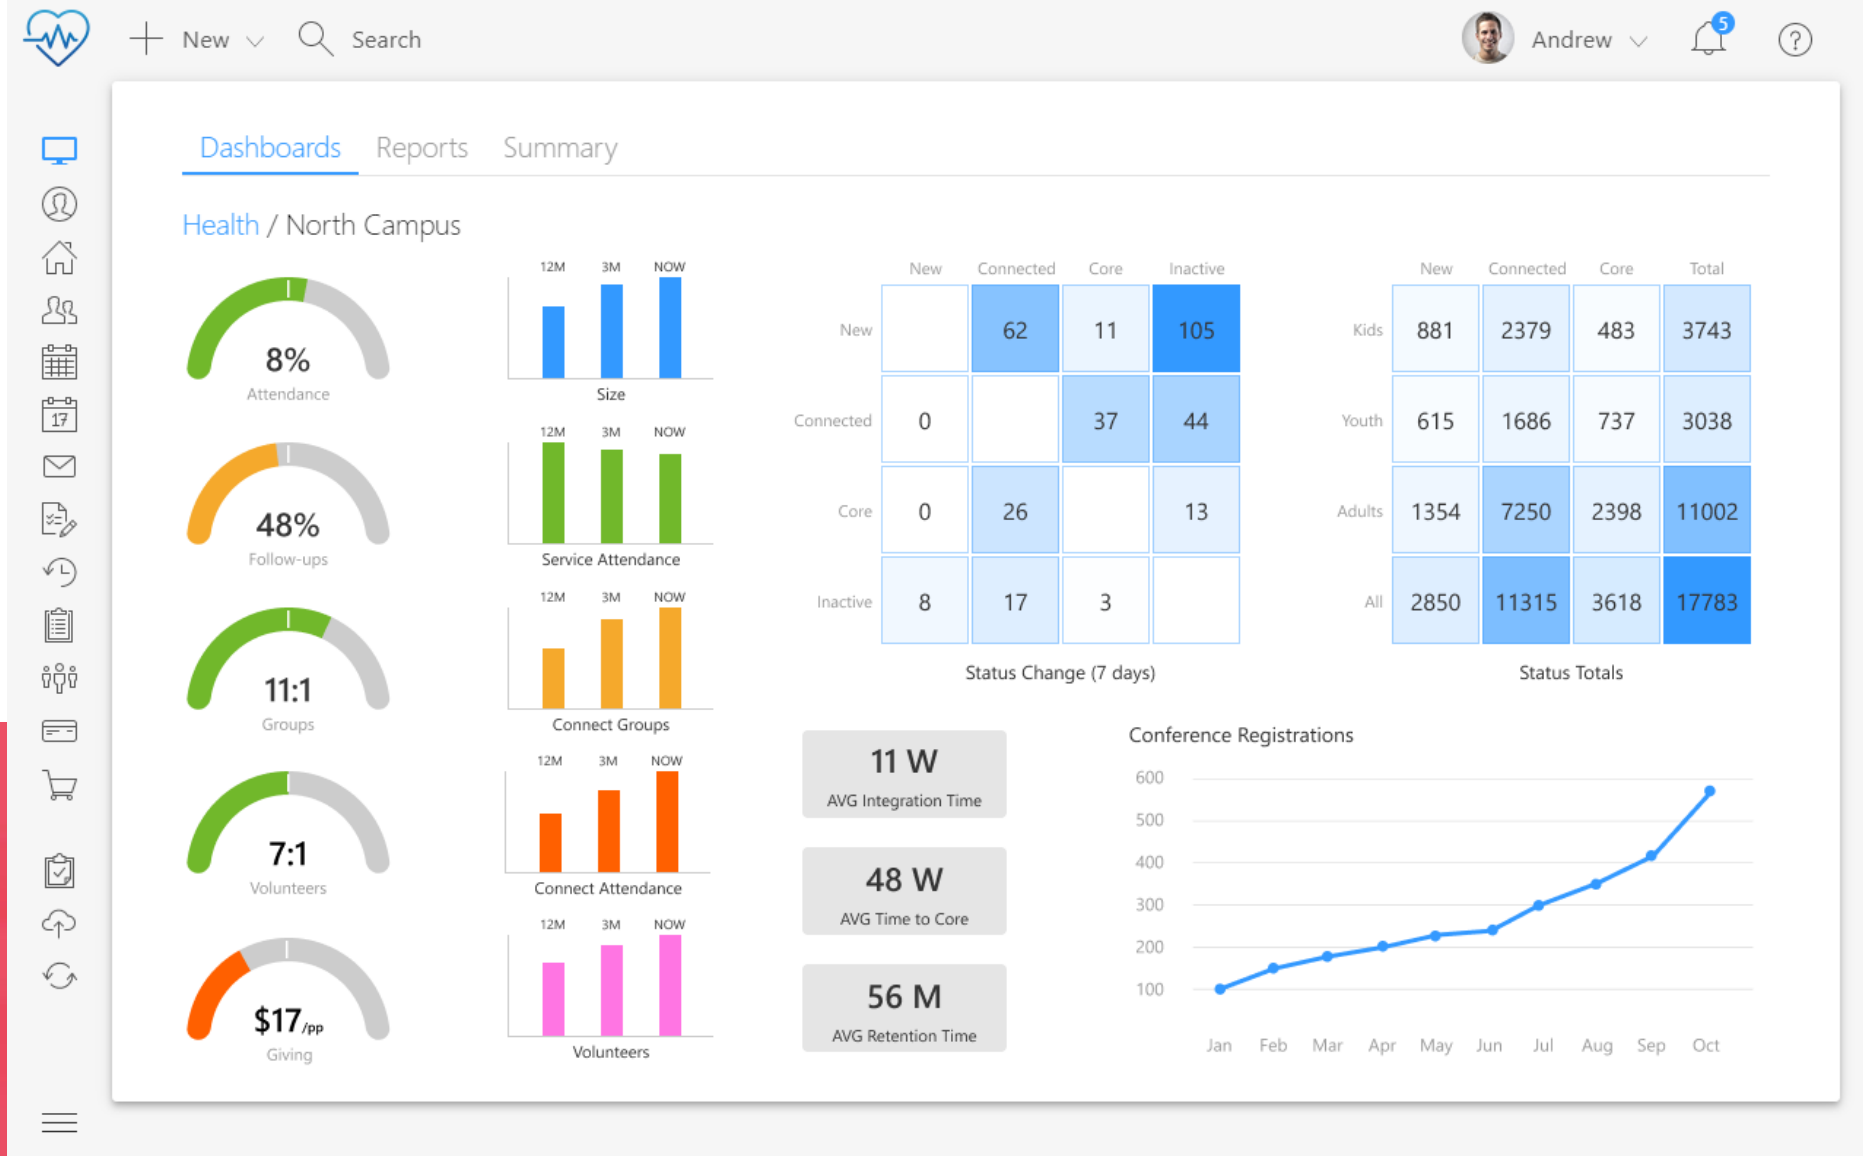 New
Search
Andrew
5
?
Dashboards Reports Summary
Health / North Campus
17
8%
Attendance
48%
Follow-ups
11:1
Groups
7:1
Volunteers
$17/pp
Giving
12M 3M NOW
Size
12M 3M NOW
Service Attendance
12M 3M NOW
Connect Groups
12M 3M NOW
Connect Attendance
12M 3M NOW
Volunteers
New Connected Core Inactive
New 62 11 105
Connected 0 37 44
Core 0 26 13
Inactive 8 17 3
Status Change (7 days)
New Connected Core Total
Kids 881 2379 483 3743
Youth 615 1686 737 3038
Adults 1354 7250 2398 11002
All 2850 11315 3618 17783
Status Totals
11 W
AVG Integration Time
48 W
AVG Time to Core
56 M
AVG Retention Time
Conference Registrations
600
500
400
300
200
100
Jan Feb Mar Apr May Jun Jul Aug Sep Oct